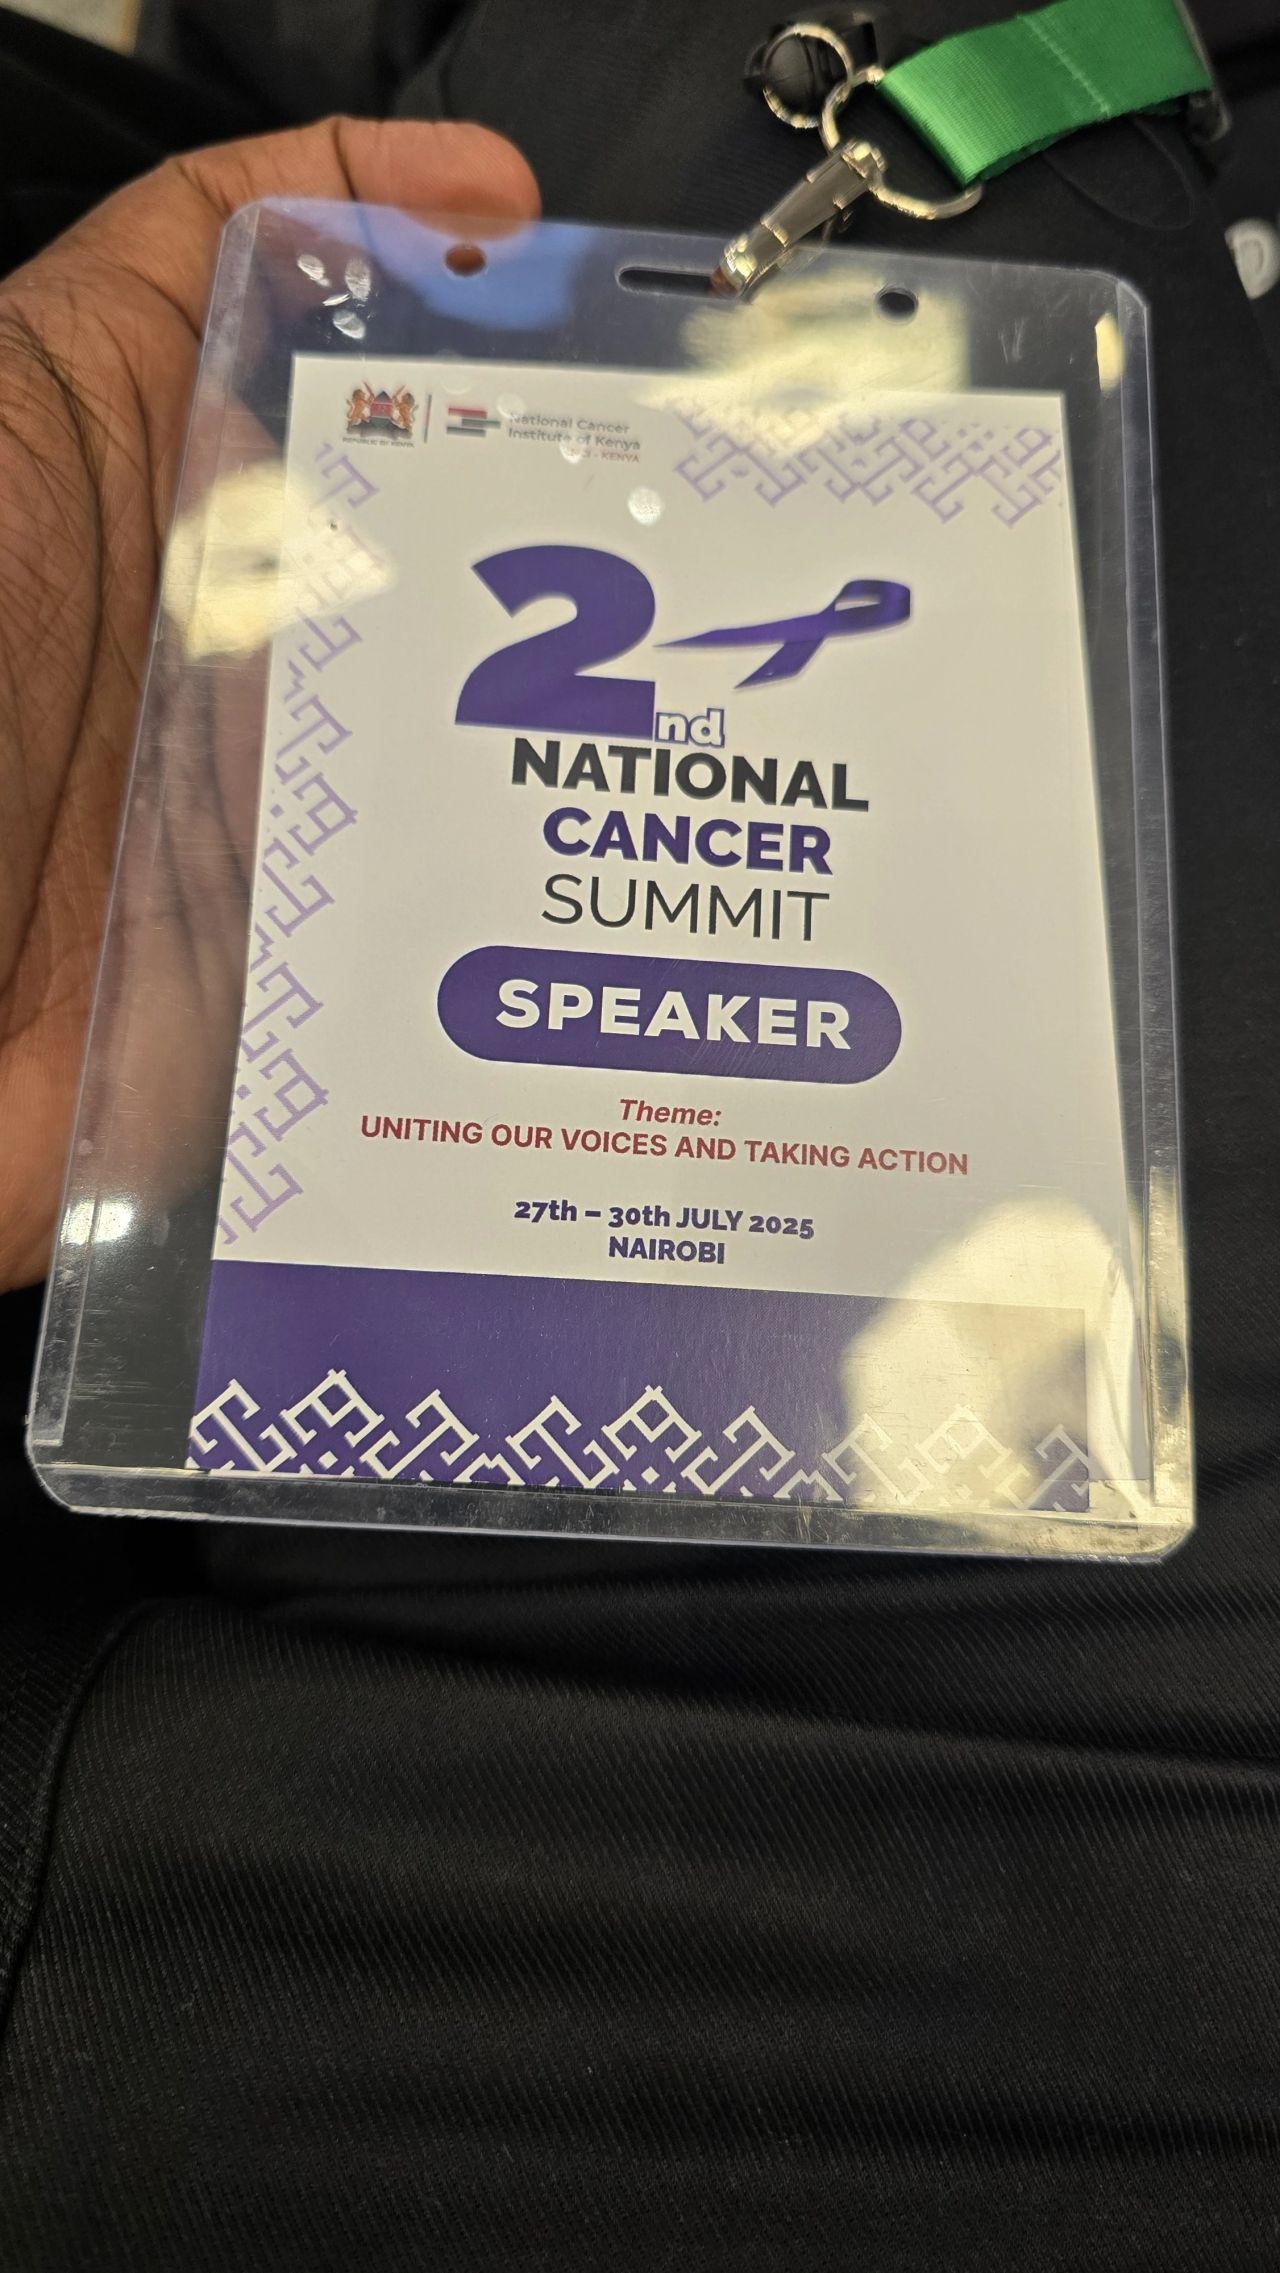 REPUBLIC OF KENYA
National Cancer
Institute of Kenya
- KENYA
2nd
NATIONAL
CANCER
SUMMIT
SPEAKER
Theme:
UNITING OUR VOICES AND TAKING ACTION
27th – 30th JULY 2025
NAIROBI